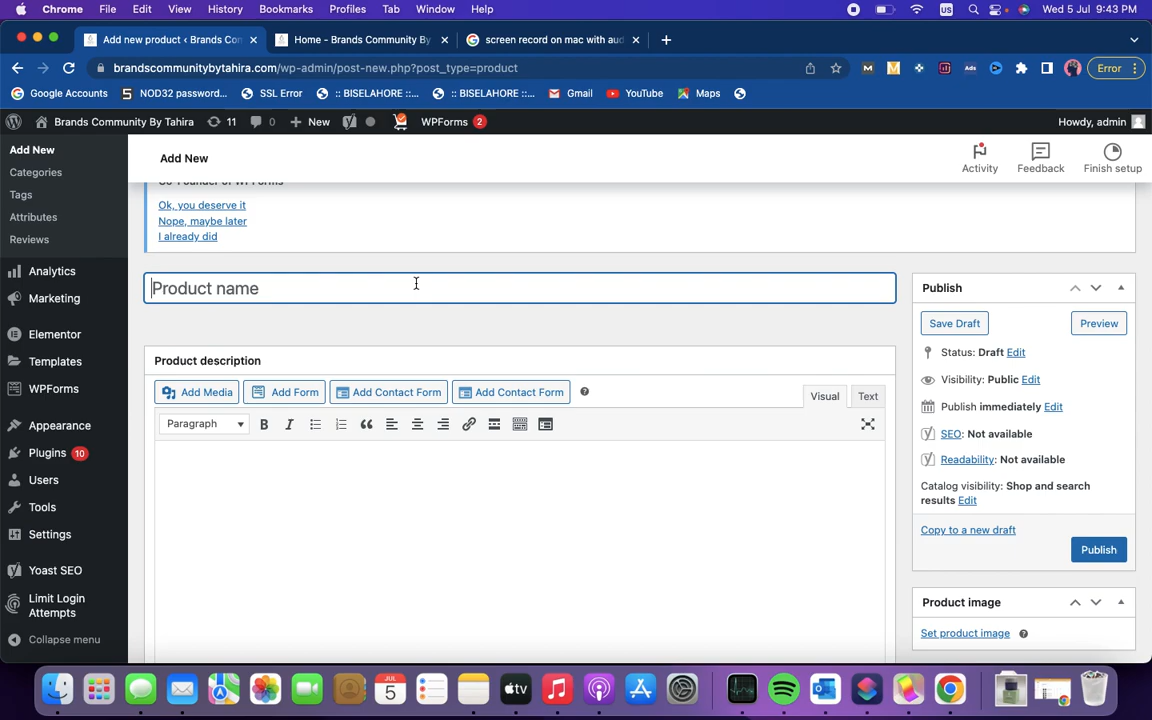 Chrome File Edit View History Bookmarks Profiles Tab Window Help US Wed 5 Jul 9:43 PM
Add new product ‹ Brands Con Home - Brands Community By screen record on mac with aud
brandscommunitybytahira.com/wp-admin/post-new.php?post_type=product Error
Google Accounts NOD32 password... SSL Error :: BISELAHORE ::... :: BISELAHORE ::... Gmail YouTube Maps
Brands Community By Tahira 11 0 New WPForms 2 Howdy, admin
Add New
Categories
Tags
Attributes
Reviews
Analytics
Marketing
Elementor
Templates
WPForms
Appearance
Plugins 10
Users
Tools
Settings
Yoast SEO
Limit Login
Attempts
Collapse menu
Add New
Activity Feedback Finish setup
Ok, you deserve it
Nope, maybe later
I already did
Product name
Product description
Add Media Add Form Add Contact Form Add Contact Form
Visual Text
Paragraph
Publish
Save Draft Preview
Status: Draft Edit
Visibility: Public Edit
Publish immediately Edit
SEO: Not available
Readability: Not available
Catalog visibility: Shop and search
results Edit
Copy to a new draft
Publish
Product image
Set product image
JUL
5
tv